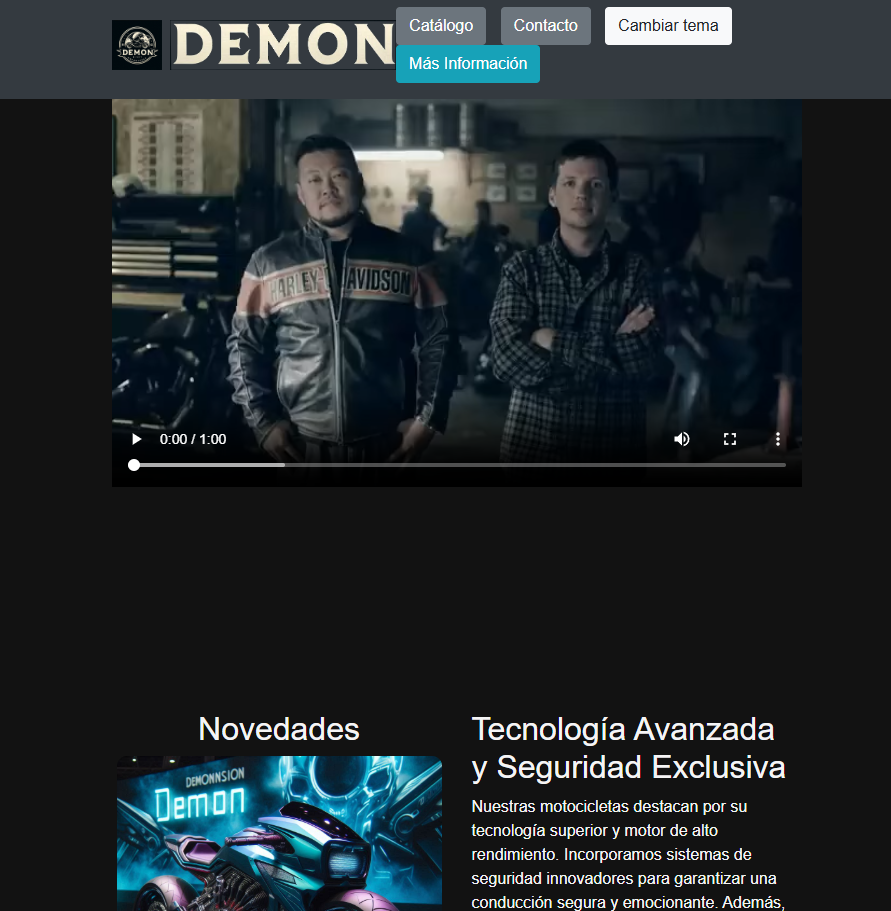 DEMON
DEMON
Catálogo
Contacto
Cambiar tema
Más Información
HARLEY-DAVIDSON
0:00 / 1:00
Novedades
DEMONNSION
Demon
Tecnología Avanzada
y Seguridad Exclusiva
Nuestras motocicletas destacan por su
tecnología superior y motor de alto
rendimiento. Incorporamos sistemas de
seguridad innovadores para garantizar una
conducción segura y emocionante. Además,